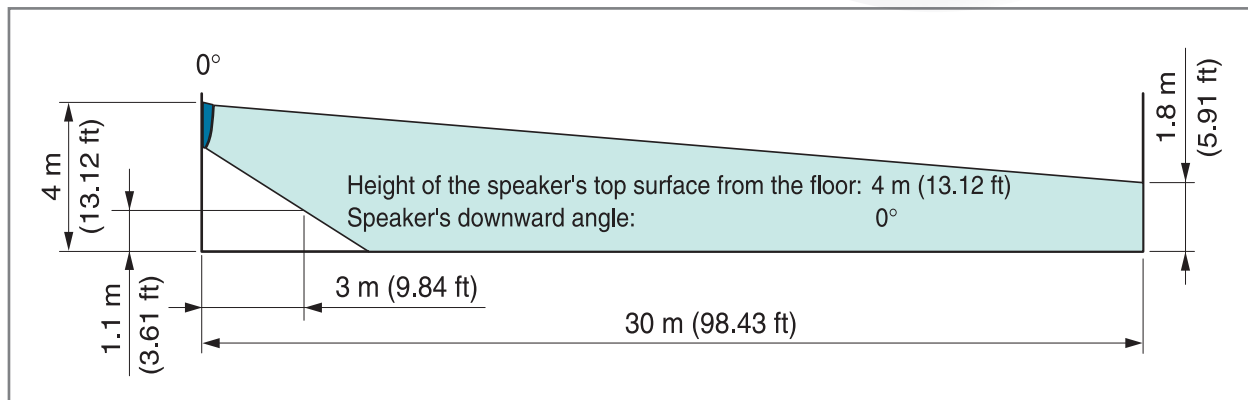 0°
4 m
(13.12 ft)
1.8 m
(5.91 ft)
Height of the speaker's top surface from the floor: 4 m (13.12 ft)
Speaker's downward angle: 0°
1.1 m
(3.61 ft)
3 m (9.84 ft)
30 m (98.43 ft)